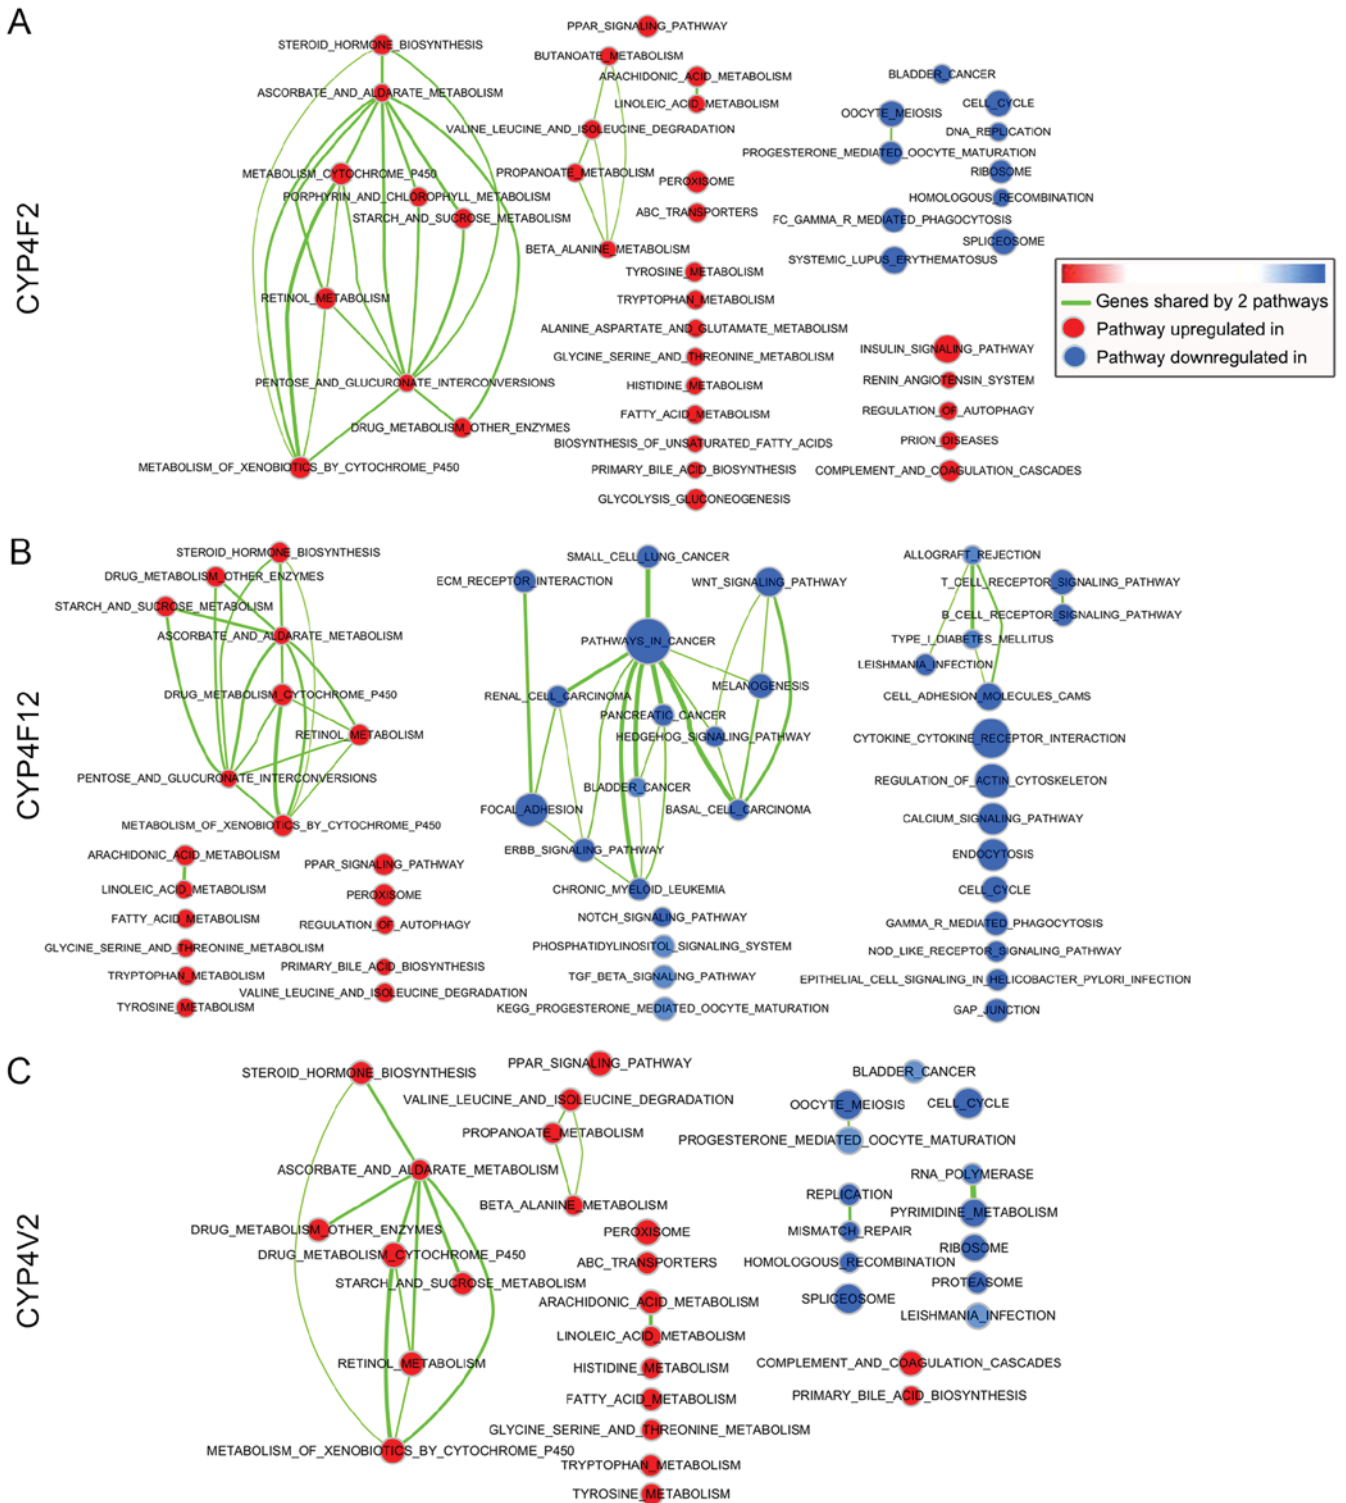 A
CYP4F2
STEROID_HORMONE_BIOSYNTHESIS
ASCORBATE_AND_ALDARATE_METABOLISM
METABOLISM_CYTOCHROME_P450
PORPHYRIN_AND_CHLOROPHYLL_METABOLISM
STARCH_AND_SUCROSE_METABOLISM
RETINOL_METABOLISM
PENTOSE_AND_GLUCURONATE_INTERCONVERSIONS
DRUG_METABOLISM_OTHER_ENZYMES
METABOLISM_OF_XENOBIOTICS_BY_CYTOCHROME_P450
PPAR_SIGNALING_PATHWAY
BUTANOATE_METABOLISM
ARACHIDONIC_ACID_METABOLISM
LINOLEIC_ACID_METABOLISM
VALINE_LEUCINE_AND_ISOLEUCINE_DEGRADATION
PROPANOATE_METABOLISM
PEROXISOME
ABC_TRANSPORTERS
BETA_ALANINE_METABOLISM
TYROSINE_METABOLISM
TRYPTOPHAN_METABOLISM
ALANINE_ASPARTATE_AND_GLUTAMATE_METABOLISM
GLYCINE_SERINE_AND_THREONINE_METABOLISM
HISTIDINE_METABOLISM
FATTY_ACID_METABOLISM
BIOSYNTHESIS_OF_UNSATURATED_FATTY_ACIDS
PRIMARY_BILE_ACID_BIOSYNTHESIS
GLYCOLYSIS_GLUCONEOGENESIS
BLADDER_CANCER
CELL_CYCLE
OOCYTE_MEIOSIS
DNA_REPLICATION
PROGESTERONE_MEDIATED_OOCYTE_MATURATION
RIBOSOME
HOMOLOGOUS_RECOMBINATION
FC_GAMMA_R_MEDIATED_PHAGOCYTOSIS
SPLICEOSOME
SYSTEMIC_LUPUS_ERYTHEMATOSUS
INSULIN_SIGNALING_PATHWAY
RENIN_ANGIOTENSIN_SYSTEM
REGULATION_OF_AUTOPHAGY
PRION_DISEASES
COMPLEMENT_AND_COAGULATION_CASCADES
Genes shared by 2 pathways
Pathway upregulated in
Pathway downregulated in
B
CYP4F12
STEROID_HORMONE_BIOSYNTHESIS
DRUG_METABOLISM_OTHER_ENZYMES
STARCH_AND_SUCROSE_METABOLISM
ASCORBATE_AND_ALDARATE_METABOLISM
DRUG_METABOLISM_CYTOCHROME_P450
RETINOL_METABOLISM
PENTOSE_AND_GLUCURONATE_INTERCONVERSIONS
METABOLISM_OF_XENOBIOTICS_BY_CYTOCHROME_P450
ARACHIDONIC_ACID_METABOLISM
LINOLEIC_ACID_METABOLISM
FATTY_ACID_METABOLISM
GLYCINE_SERINE_AND_THREONINE_METABOLISM
TRYPTOPHAN_METABOLISM
TYROSINE_METABOLISM
PPAR_SIGNALING_PATHWAY
PEROXISOME
REGULATION_OF_AUTOPHAGY
PRIMARY_BILE_ACID_BIOSYNTHESIS
VALINE_LEUCINE_AND_ISOLEUCINE_DEGRADATION
SMALL_CELL_LUNG_CANCER
ECM_RECEPTOR_INTERACTION
WNT_SIGNALING_PATHWAY
PATHWAYS_IN_CANCER
RENAL_CELL_CARCINOMA
MELANOGENESIS
PANCREATIC_CANCER
HEDGEHOG_SIGNALING_PATHWAY
BLADDER_CANCER
FOCAL_ADHESION
BASAL_CELL_CARCINOMA
ERBB_SIGNALING_PATHWAY
CHRONIC_MYELOID_LEUKEMIA
NOTCH_SIGNALING_PATHWAY
PHOSPHATIDYLINOSITOL_SIGNALING_SYSTEM
TGF_BETA_SIGNALING_PATHWAY
KEGG_PROGESTERONE_MEDIATED_OOCYTE_MATURATION
ALLOGRAFT_REJECTION
T_CELL_RECEPTOR_SIGNALING_PATHWAY
B_CELL_RECEPTOR_SIGNALING_PATHWAY
TYPE_I_DIABETES_MELLITUS
LEISHMANIA_INFECTION
CELL_ADHESION_MOLECULES_CAMS
CYTOKINE_CYTOKINE_RECEPTOR_INTERACTION
REGULATION_OF_ACTIN_CYTOSKELETON
CALCIUM_SIGNALING_PATHWAY
ENDOCYTOSIS
CELL_CYCLE
GAMMA_R_MEDIATED_PHAGOCYTOSIS
NOD_LIKE_RECEPTOR_SIGNALING_PATHWAY
EPITHELIAL_CELL_SIGNALING_IN_HELICOBACTER_PYLORI_INFECTION
GAP_JUNCTION
C
CYP4V2
STEROID_HORMONE_BIOSYNTHESIS
ASCORBATE_AND_ALDARATE_METABOLISM
DRUG_METABOLISM_OTHER_ENZYMES
DRUG_METABOLISM_CYTOCHROME_P450
STARCH_AND_SUCROSE_METABOLISM
RETINOL_METABOLISM
METABOLISM_OF_XENOBIOTICS_BY_CYTOCHROME_P450
PPAR_SIGNALING_PATHWAY
VALINE_LEUCINE_AND_ISOLEUCINE_DEGRADATION
PROPANOATE_METABOLISM
BETA_ALANINE_METABOLISM
PEROXISOME
ABC_TRANSPORTERS
ARACHIDONIC_ACID_METABOLISM
LINOLEIC_ACID_METABOLISM
HISTIDINE_METABOLISM
FATTY_ACID_METABOLISM
GLYCINE_SERINE_AND_THREONINE_METABOLISM
TRYPTOPHAN_METABOLISM
TYROSINE_METABOLISM
BLADDER_CANCER
OOCYTE_MEIOSIS
CELL_CYCLE
PROGESTERONE_MEDIATED_OOCYTE_MATURATION
RNA_POLYMERASE
REPLICATION
PYRIMIDINE_METABOLISM
MISMATCH_REPAIR
RIBOSOME
HOMOLOGOUS_RECOMBINATION
PROTEASOME
SPLICEOSOME
LEISHMANIA_INFECTION
COMPLEMENT_AND_COAGULATION_CASCADES
PRIMARY_BILE_ACID_BIOSYNTHESIS